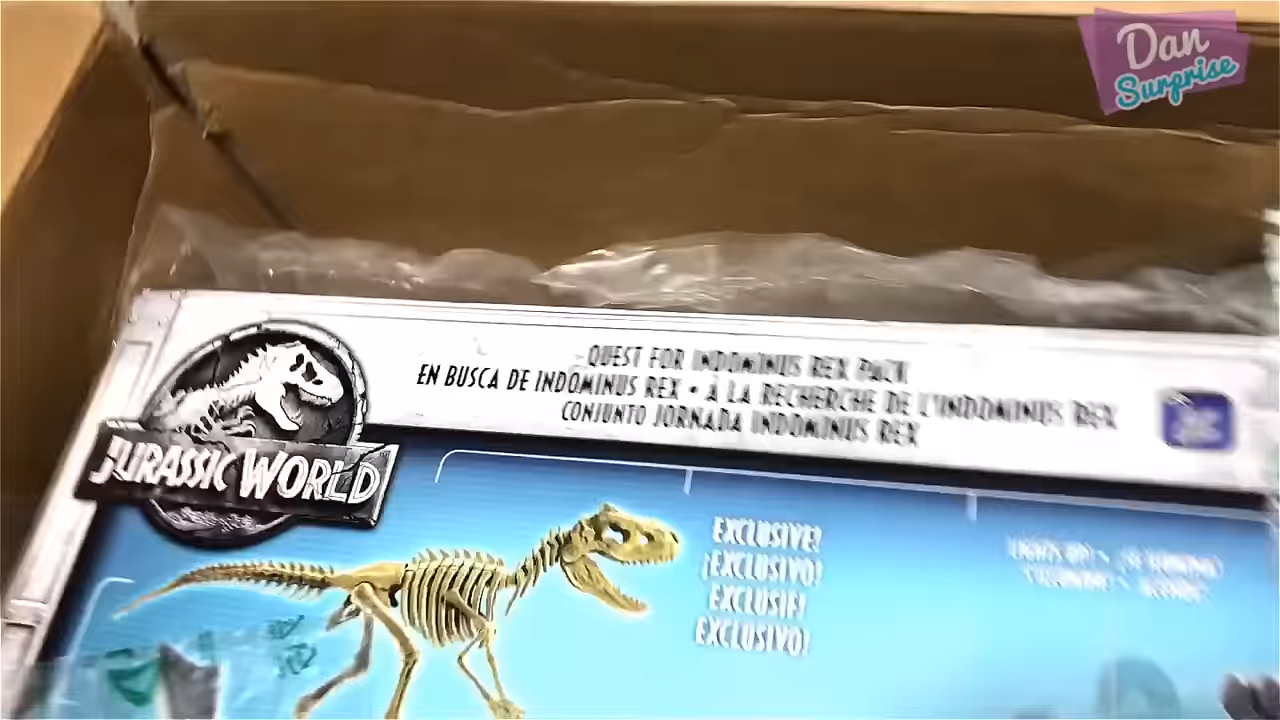 Dan
Surprise
QUEST FOR INDOMINUS REX PACK
EN BUSCA DE INDOMINUS REX • À LA RECHERCHE DE L'INDOMINUS REX
CONJUNTO JORNADA INDOMINUS REX
JURASSIC WORLD
EXCLUSIVE!
¡EXCLUSIVO!
EXCLUSIF!
EXCLUSIVO!